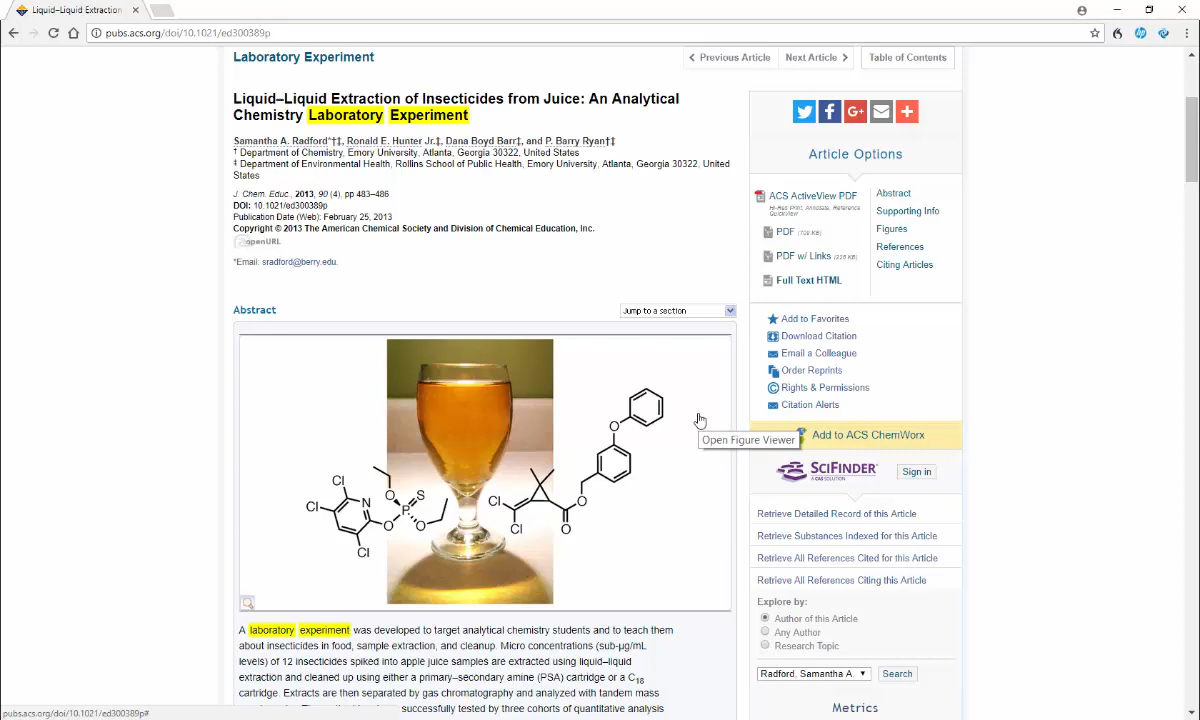 Liquid–Liquid Extraction
pubs.acs.org/doi/10.1021/ed300389p
Laboratory Experiment
Previous Article
Next Article
Table of Contents
Liquid–Liquid Extraction of Insecticides from Juice: An Analytical
Chemistry Laboratory Experiment
Samantha A. Radford*†‡, Ronald E. Hunter Jr.‡, Dana Boyd Barr‡, and P. Barry Ryan†‡
† Department of Chemistry, Emory University, Atlanta, Georgia 30322, United States
‡ Department of Environmental Health, Rollins School of Public Health, Emory University, Atlanta, Georgia 30322, United
States
J. Chem. Educ., 2013, 90 (4), pp 483–486
DOI: 10.1021/ed300389p
Publication Date (Web): February 25, 2013
Copyright © 2013 The American Chemical Society and Division of Chemical Education, Inc.
openURL
*Email: sradford@berry.edu.
Abstract
Jump to a section
Cl
Cl
Cl
N
O
O
P
S
O
Cl
Cl
O
O
O
Open Figure Viewer
A laboratory experiment was developed to target analytical chemistry students and to teach them
about insecticides in food, sample extraction, and cleanup. Micro concentrations (sub-μg/mL
levels) of 12 insecticides spiked into apple juice samples are extracted using liquid–liquid
extraction and cleaned up using either a primary–secondary amine (PSA) cartridge or a C18
cartridge. Extracts are then separated by gas chromatography and analyzed with tandem mass
successfully tested by three cohorts of quantitative analysis
pubs.acs.org/doi/10.1021/ed300389p#
Article Options
ACS ActiveView PDF
Hi-Res Print, Annotate, Reference
QuickView
PDF
PDF w/ Links
Full Text HTML
Abstract
Supporting Info
Figures
References
Citing Articles
Add to Favorites
Download Citation
Email a Colleague
Order Reprints
Rights & Permissions
Citation Alerts
Add to ACS ChemWorx
SCIFINDER
A CAS SOLUTION
Sign in
Retrieve Detailed Record of this Article
Retrieve Substances Indexed for this Article
Retrieve All References Cited for this Article
Retrieve All References Citing this Article
Explore by:
Author of this Article
Any Author
Research Topic
Radford, Samantha A.
Search
Metrics